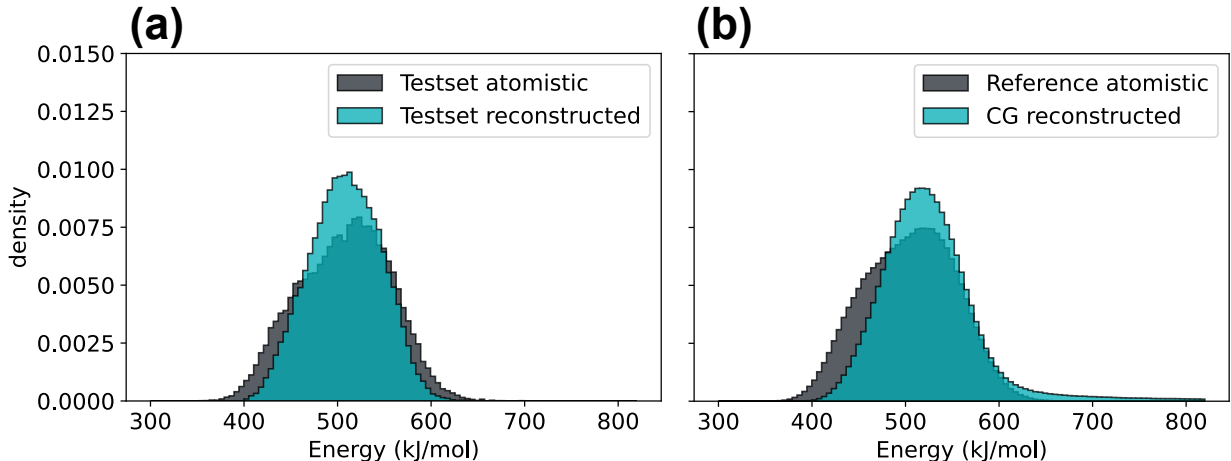 (a)
(b)
0.0150
0.0125
0.0100
0.0075
0.0050
0.0025
0.0000
density
Testset atomistic
Testset reconstructed
300 400 500 600 700 800
Energy (kJ/mol)
Reference atomistic
CG reconstructed
300 400 500 600 700 800
Energy (kJ/mol)